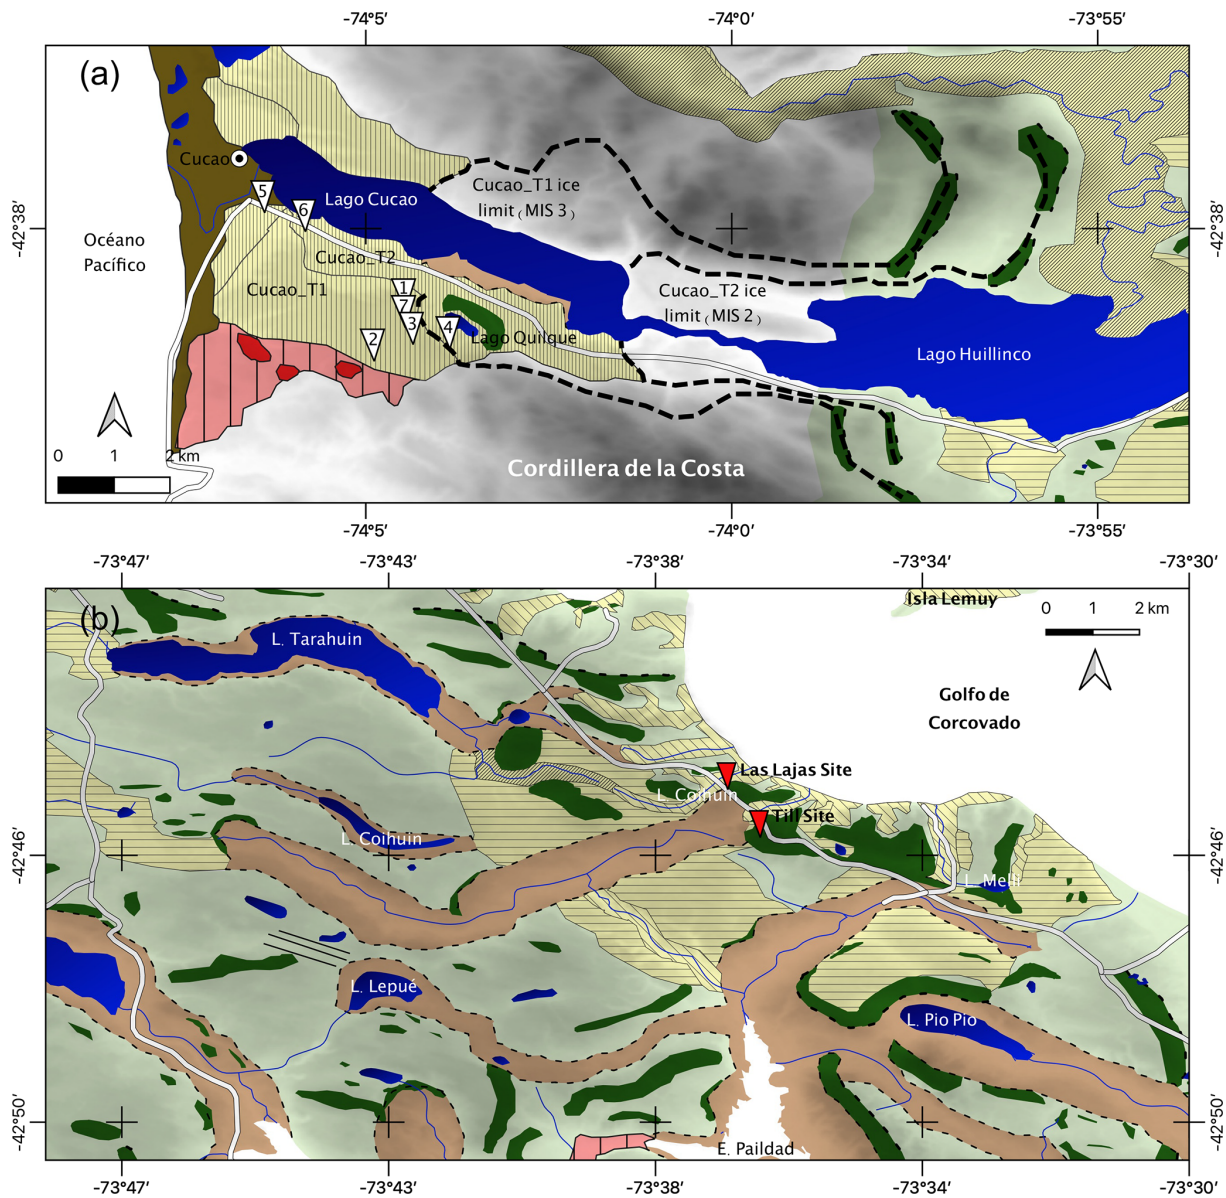 -74°5′ -74°0′ -73°55′
(a)
Cucao
5
6
Lago Cucao
Cucao_T1 ice
limit (MIS 3)
-42°38′
-42°38′
Océano
Pacífico
Cucao_T2
Cucao_T1
1
7
3
2
4
Lago Quilque
Cucao_T2 ice
limit (MIS 2)
Lago Huillinco
0 1 2 km
Cordillera de la Costa
-74°5′ -74°0′ -73°55′
-73°47′ -73°43′ -73°38′ -73°34′ -73°30′
(b)
Isla Lemuy
0 1 2 km
L. Tarahuin
Golfo de
Corcovado
Las Lajas Site
L. Coihuin
Till Site
L. Coihuin
-42°46′
-42°46′
L. Melli
L. Lepué
L. Pio Pio
-42°50′
-42°50′
E. Paildad
-73°47′ -73°43′ -73°38′ -73°34′ -73°30′